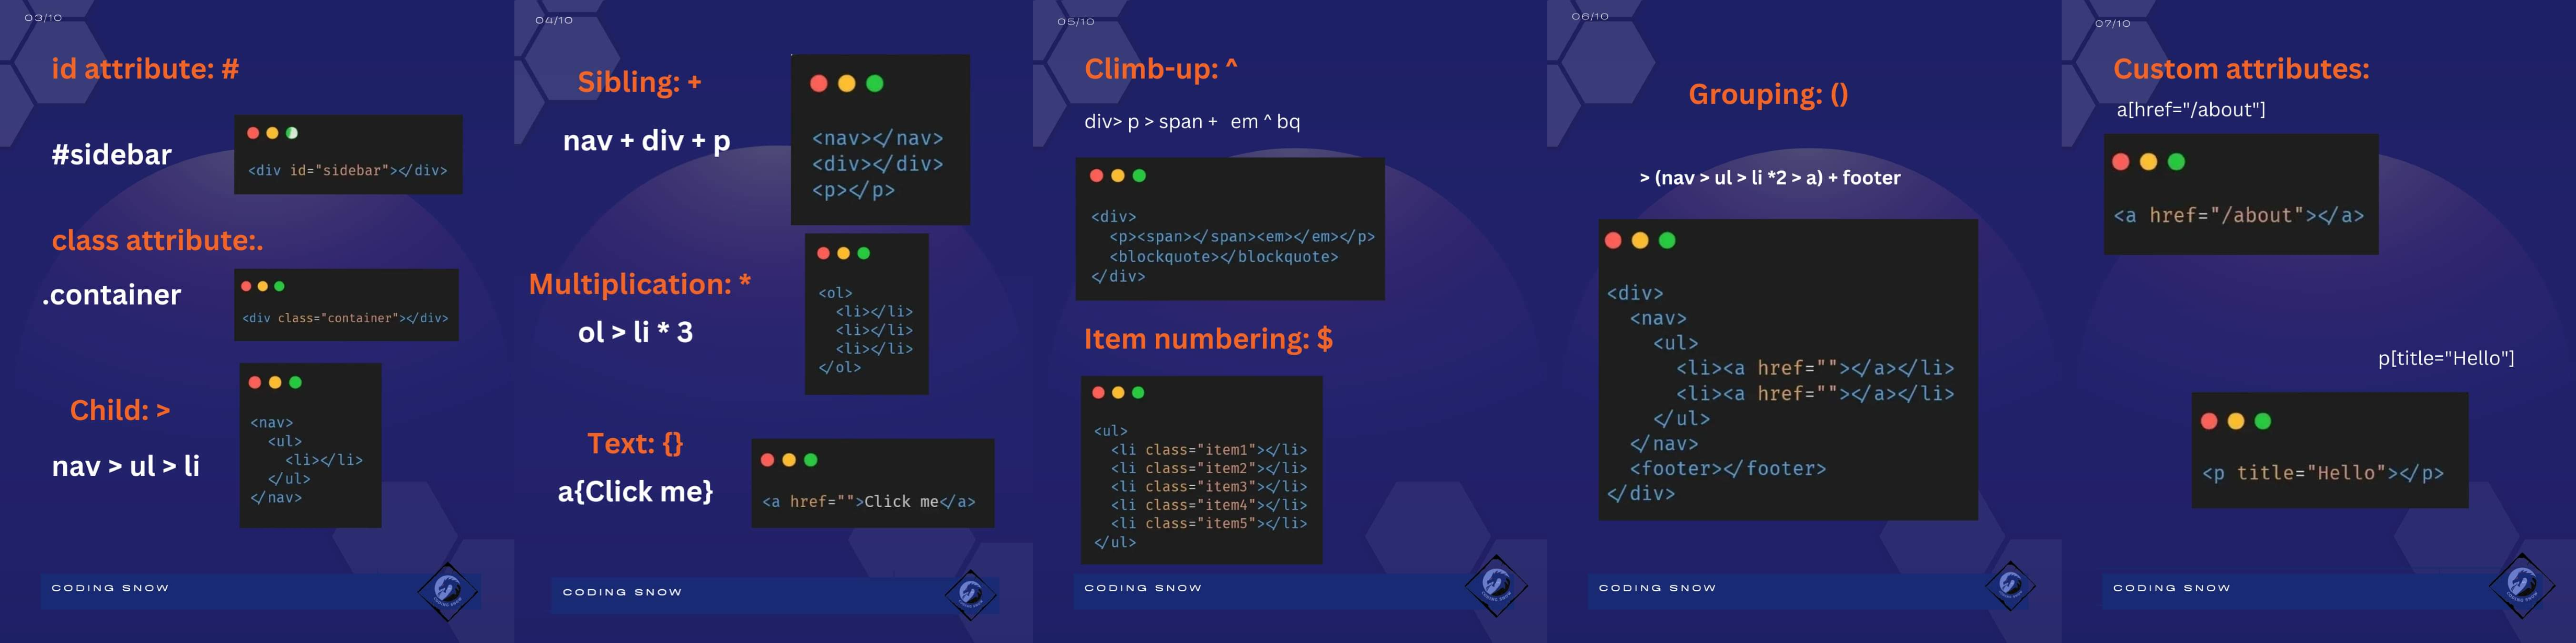 03/10
id attribute: #
#sidebar
<div id="sidebar"></div>
class attribute:.
.container
<div class="container"></div>
Child: >
nav > ul > li
<nav>
  <ul>
    <li></li>
  </ul>
</nav>
CODING SNOW
04/10
Sibling: +
nav + div + p
<nav></nav>
<div></div>
<p></p>
Multiplication: *
ol > li * 3
<ol>
  <li></li>
  <li></li>
  <li></li>
</ol>
Text: {}
a{Click me}
<a href="">Click me</a>
CODING SNOW
05/10
Climb-up: ^
div> p > span + em ^ bq
<div>
  <p><span></span><em></em></p>
  <blockquote></blockquote>
</div>
Item numbering: $
<ul>
  <li class="item1"></li>
  <li class="item2"></li>
  <li class="item3"></li>
  <li class="item4"></li>
  <li class="item5"></li>
</ul>
CODING SNOW
06/10
Grouping: ()
> (nav > ul > li *2 > a) + footer
<div>
  <nav>
    <ul>
      <li><a href=""></a></li>
      <li><a href=""></a></li>
    </ul>
  </nav>
  <footer></footer>
</div>
CODING SNOW
07/10
Custom attributes:
a[href="/about"]
<a href="/about"></a>
p[title="Hello"]
<p title="Hello"></p>
CODING SNOW